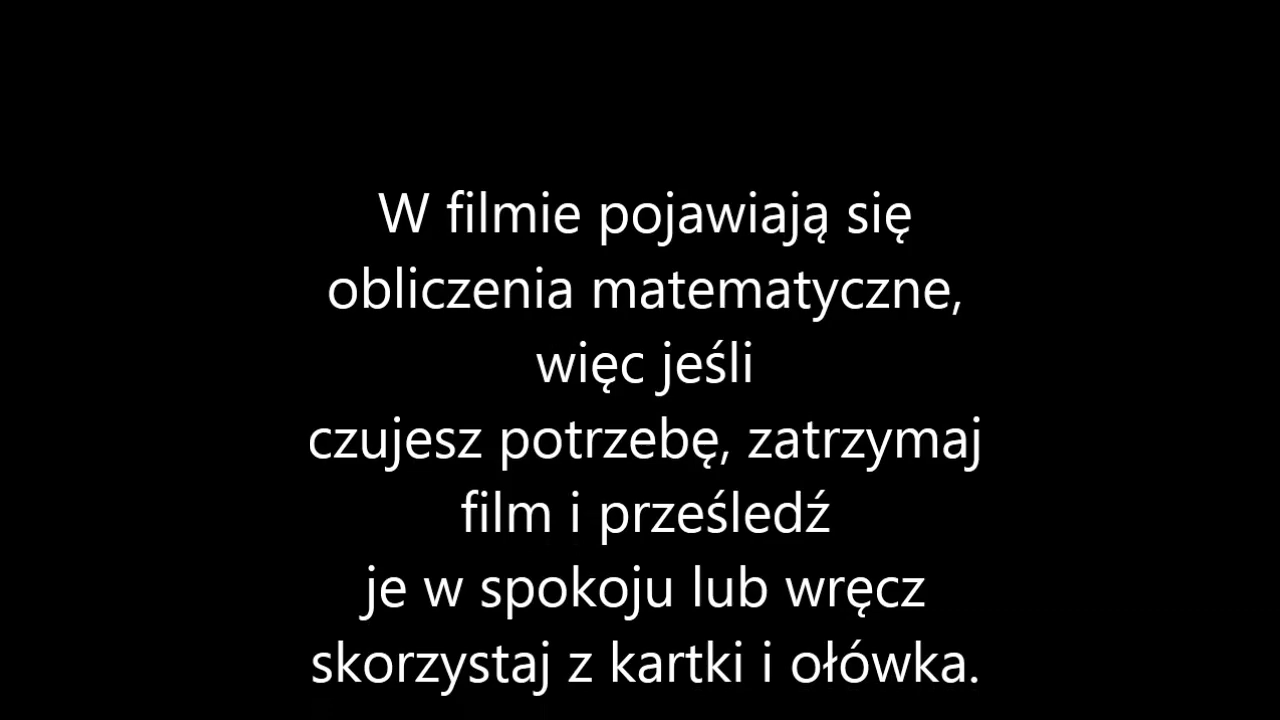 W filmie pojawiają się
obliczenia matematyczne,
więc jeśli
czujesz potrzebę, zatrzymaj
film i prześledź
je w spokoju lub wręcz
skorzystaj z kartki i ołówka.